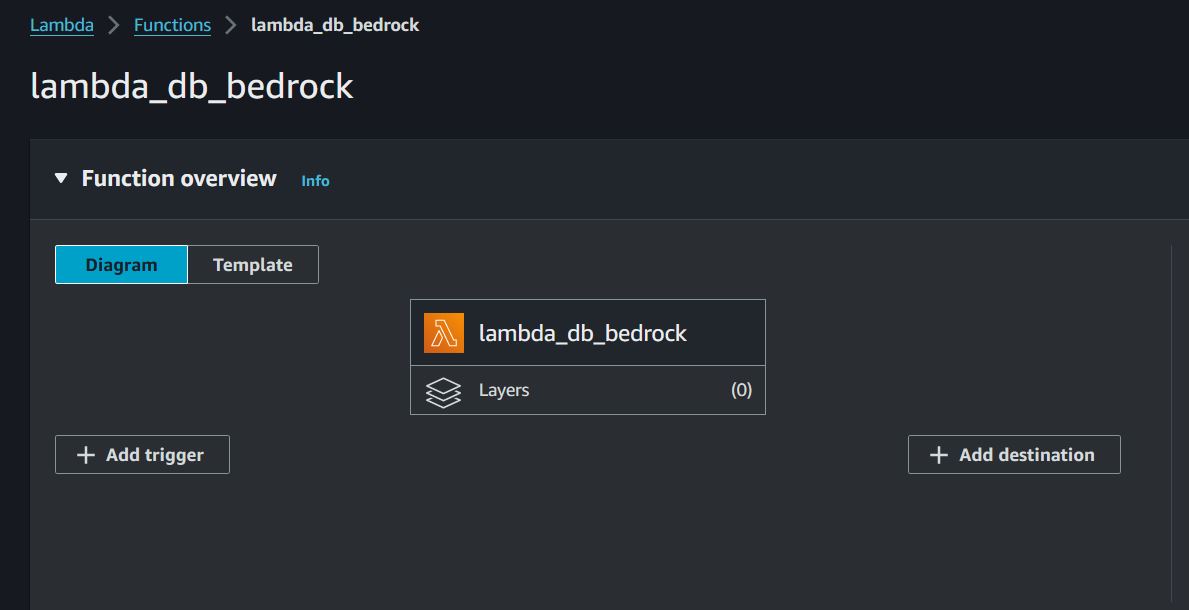 Lambda > Functions > lambda_db_bedrock
lambda_db_bedrock
Function overview Info
Diagram Template
lambda_db_bedrock
Layers (0)
+ Add trigger + Add destination